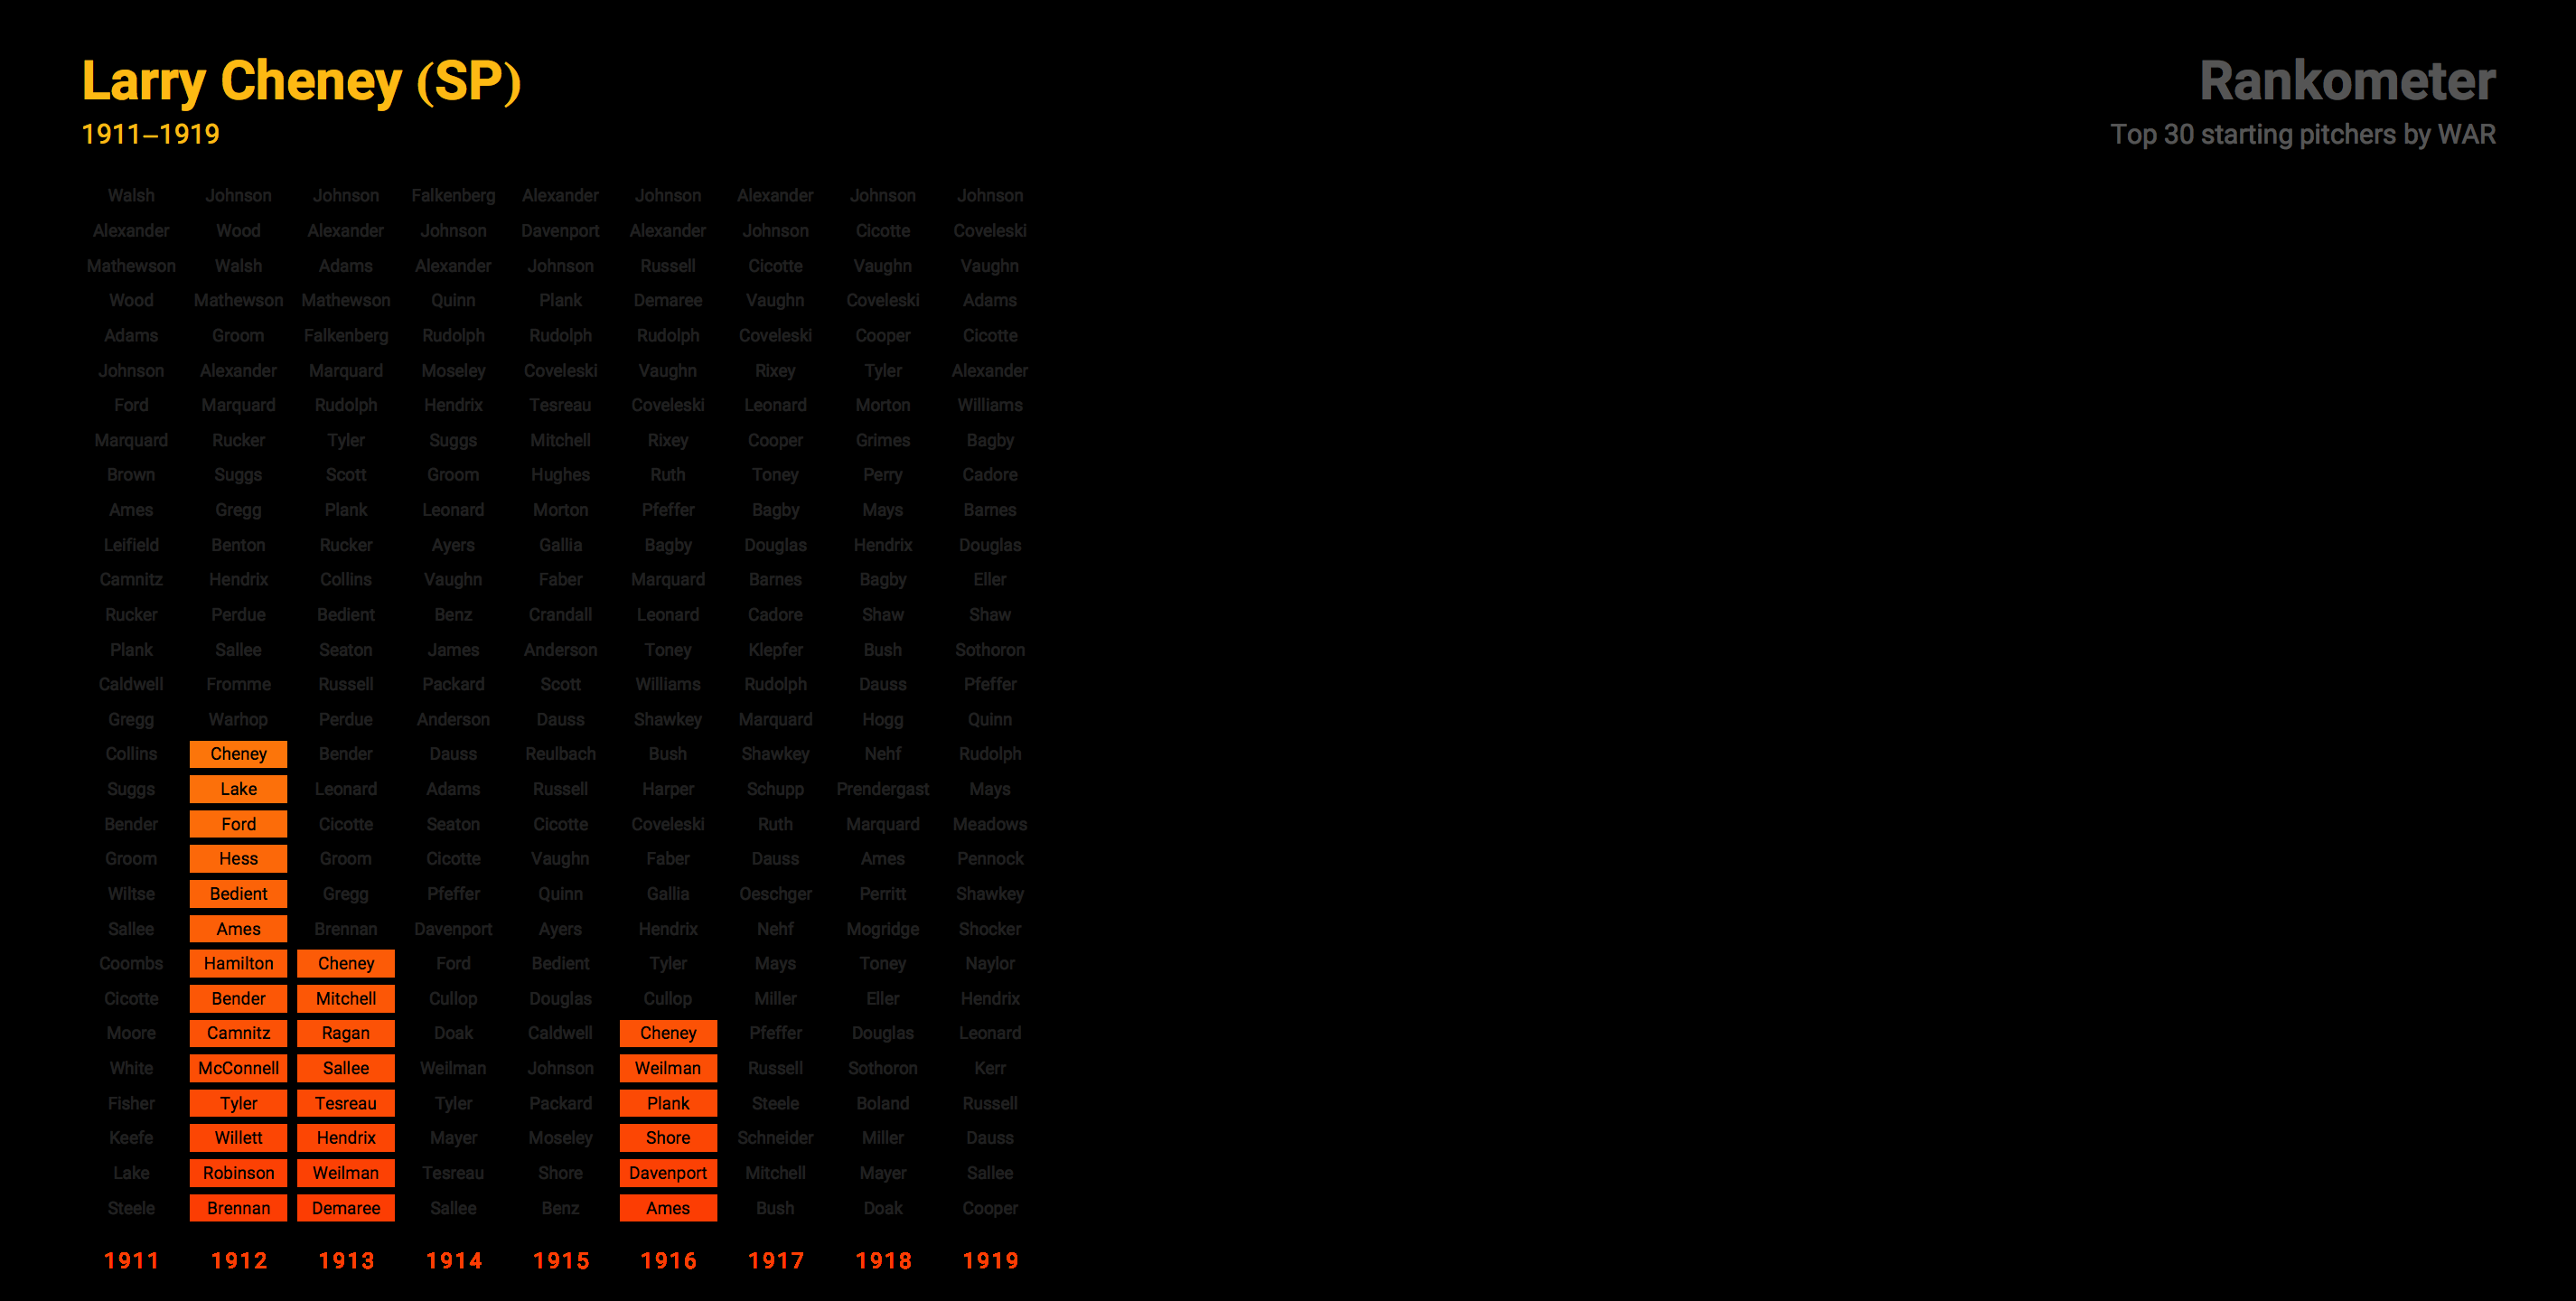 Larry Cheney (SP)
1911–1919
Rankometer
Top 30 starting pitchers by WAR
Walsh Johnson Johnson Falkenberg Alexander Johnson Alexander Johnson Johnson
Alexander Wood Alexander Johnson Davenport Alexander Johnson Cicotte Coveleski
Mathewson Walsh Adams Alexander Johnson Russell Cicotte Vaughn Vaughn
Wood Mathewson Mathewson Quinn Plank Demaree Vaughn Coveleski Adams
Adams Groom Falkenberg Rudolph Rudolph Rudolph Coveleski Cooper Cicotte
Johnson Alexander Marquard Moseley Coveleski Vaughn Rixey Tyler Alexander
Ford Marquard Rudolph Hendrix Tesreau Coveleski Leonard Morton Williams
Marquard Rucker Tyler Suggs Mitchell Rixey Cooper Grimes Bagby
Brown Suggs Scott Groom Hughes Ruth Toney Perry Cadore
Ames Gregg Plank Leonard Morton Pfeffer Bagby Mays Barnes
Leifield Benton Rucker Ayers Gallia Bagby Douglas Hendrix Douglas
Camnitz Hendrix Collins Vaughn Faber Marquard Barnes Bagby Eller
Rucker Perdue Bedient Benz Crandall Leonard Cadore Shaw Shaw
Plank Sallee Seaton James Anderson Toney Klepfer Bush Sothoron
Caldwell Fromme Russell Packard Scott Williams Rudolph Dauss Pfeffer
Gregg Warhop Perdue Anderson Dauss Shawkey Marquard Hogg Quinn
Collins Cheney Bender Dauss Reulbach Bush Shawkey Nehf Rudolph
Suggs Lake Leonard Adams Russell Harper Schupp Prendergast Mays
Bender Ford Cicotte Seaton Cicotte Coveleski Ruth Marquard Meadows
Groom Hess Groom Cicotte Vaughn Faber Dauss Ames Pennock
Wiltse Bedient Gregg Pfeffer Quinn Gallia Oeschger Perritt Shawkey
Sallee Ames Brennan Davenport Ayers Hendrix Nehf Mogridge Shocker
Coombs Hamilton Cheney Ford Bedient Tyler Mays Toney Naylor
Cicotte Bender Mitchell Cullop Douglas Cullop Miller Eller Hendrix
Moore Camnitz Ragan Doak Caldwell Cheney Pfeffer Douglas Leonard
White McConnell Sallee Weilman Johnson Weilman Russell Sothoron Kerr
Fisher Tyler Tesreau Tyler Packard Plank Steele Boland Russell
Keefe Willett Hendrix Mayer Moseley Shore Schneider Miller Dauss
Lake Robinson Weilman Tesreau Shore Davenport Mitchell Mayer Sallee
Steele Brennan Demaree Sallee Benz Ames Bush Doak Cooper
1911 1912 1913 1914 1915 1916 1917 1918 1919